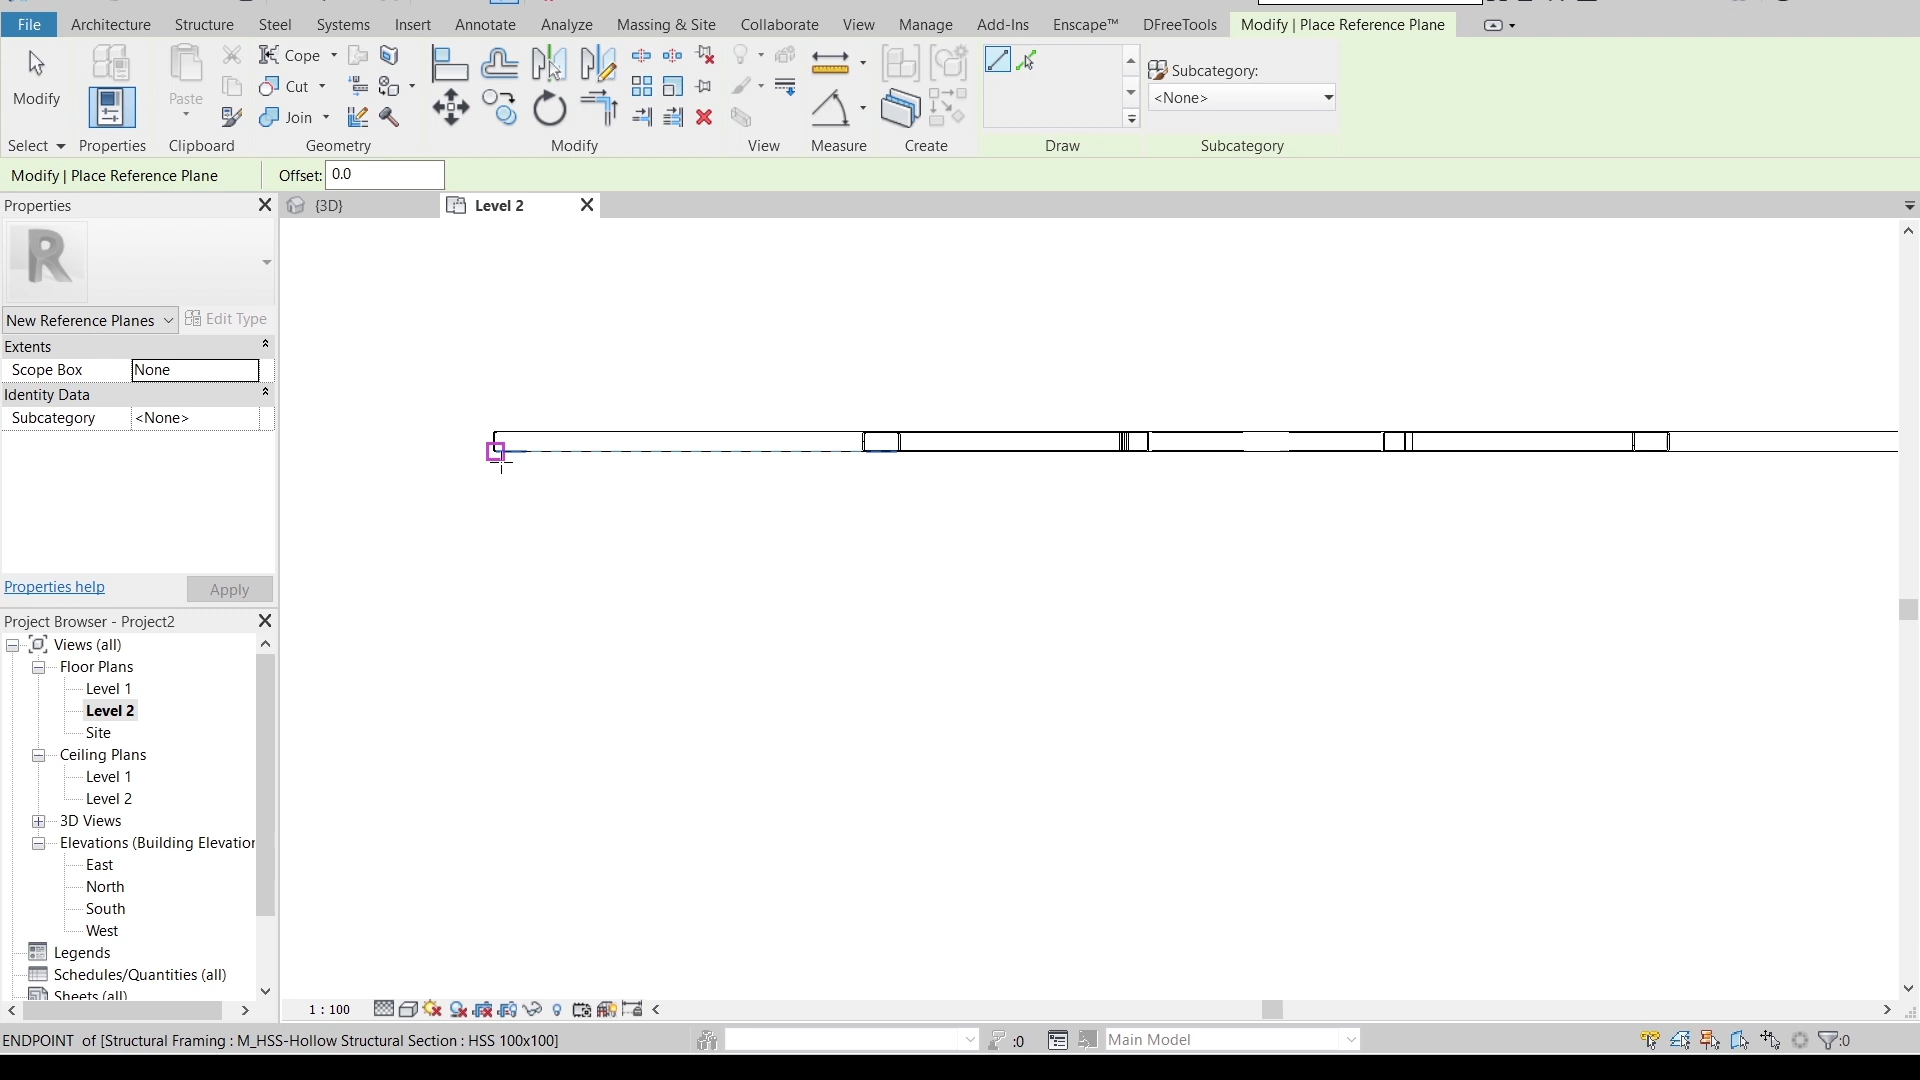 File Architecture Structure Steel Systems Insert Annotate Analyze Massing & Site Collaborate View Manage Add-Ins Enscape™ DFreeTools Modify | Place Reference Plane
Cope
Subcategory:
Modify Paste Cut <None>
Join
Select Properties Clipboard Geometry Modify View Measure Create Draw Subcategory
Modify | Place Reference Plane Offset: 0.0
Properties {3D} Level 2
R
New Reference Planes Edit Type
Extents
Scope Box None
Identity Data
Subcategory <None>
Properties help Apply
Project Browser - Project2
Views (all)
Floor Plans
Level 1
Level 2
Site
Ceiling Plans
Level 1
Level 2
3D Views
Elevations (Building Elevation
East
North
South
West
Legends
Schedules/Quantities (all)
Sheets (all)
1 : 100
ENDPOINT of [Structural Framing : M_HSS-Hollow Structural Section : HSS 100x100] :0 Main Model :0